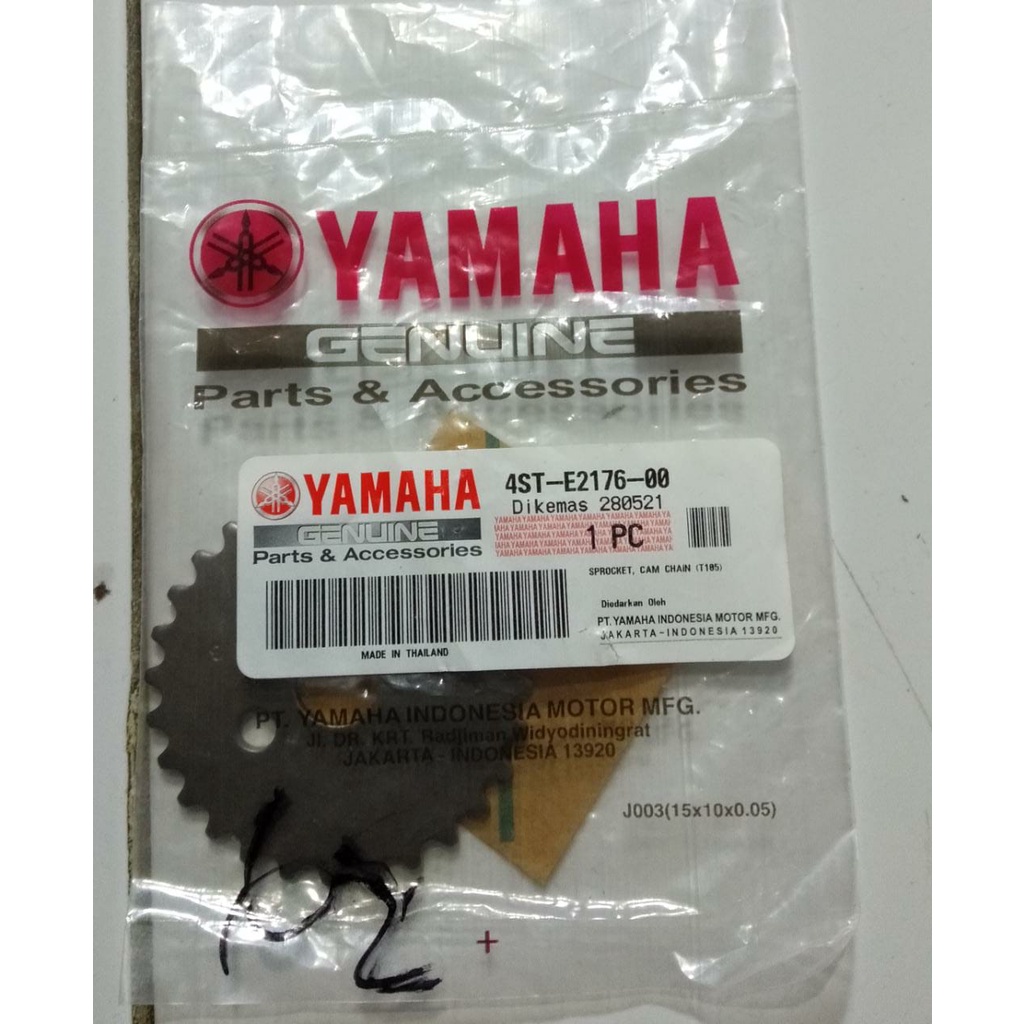 YAMAHA
GENUINE
Parts & Accessories
YAMAHA
GENUINE
Parts & Accessories
MADE IN THAILAND
4ST-E2176-00
Dikemas 280521
1 PC
SPROCKET, CAM CHAIN (T105)
Diedarkan Oleh
PT. YAMAHA INDONESIA MOTOR MFG.
JAKARTA - INDONESIA 13920
PT. YAMAHA INDONESIA MOTOR MFG.
Jl. DR. KRT. Radjiman Widyodiningrat
JAKARTA - INDONESIA 13920
J003(15x10x0.05)